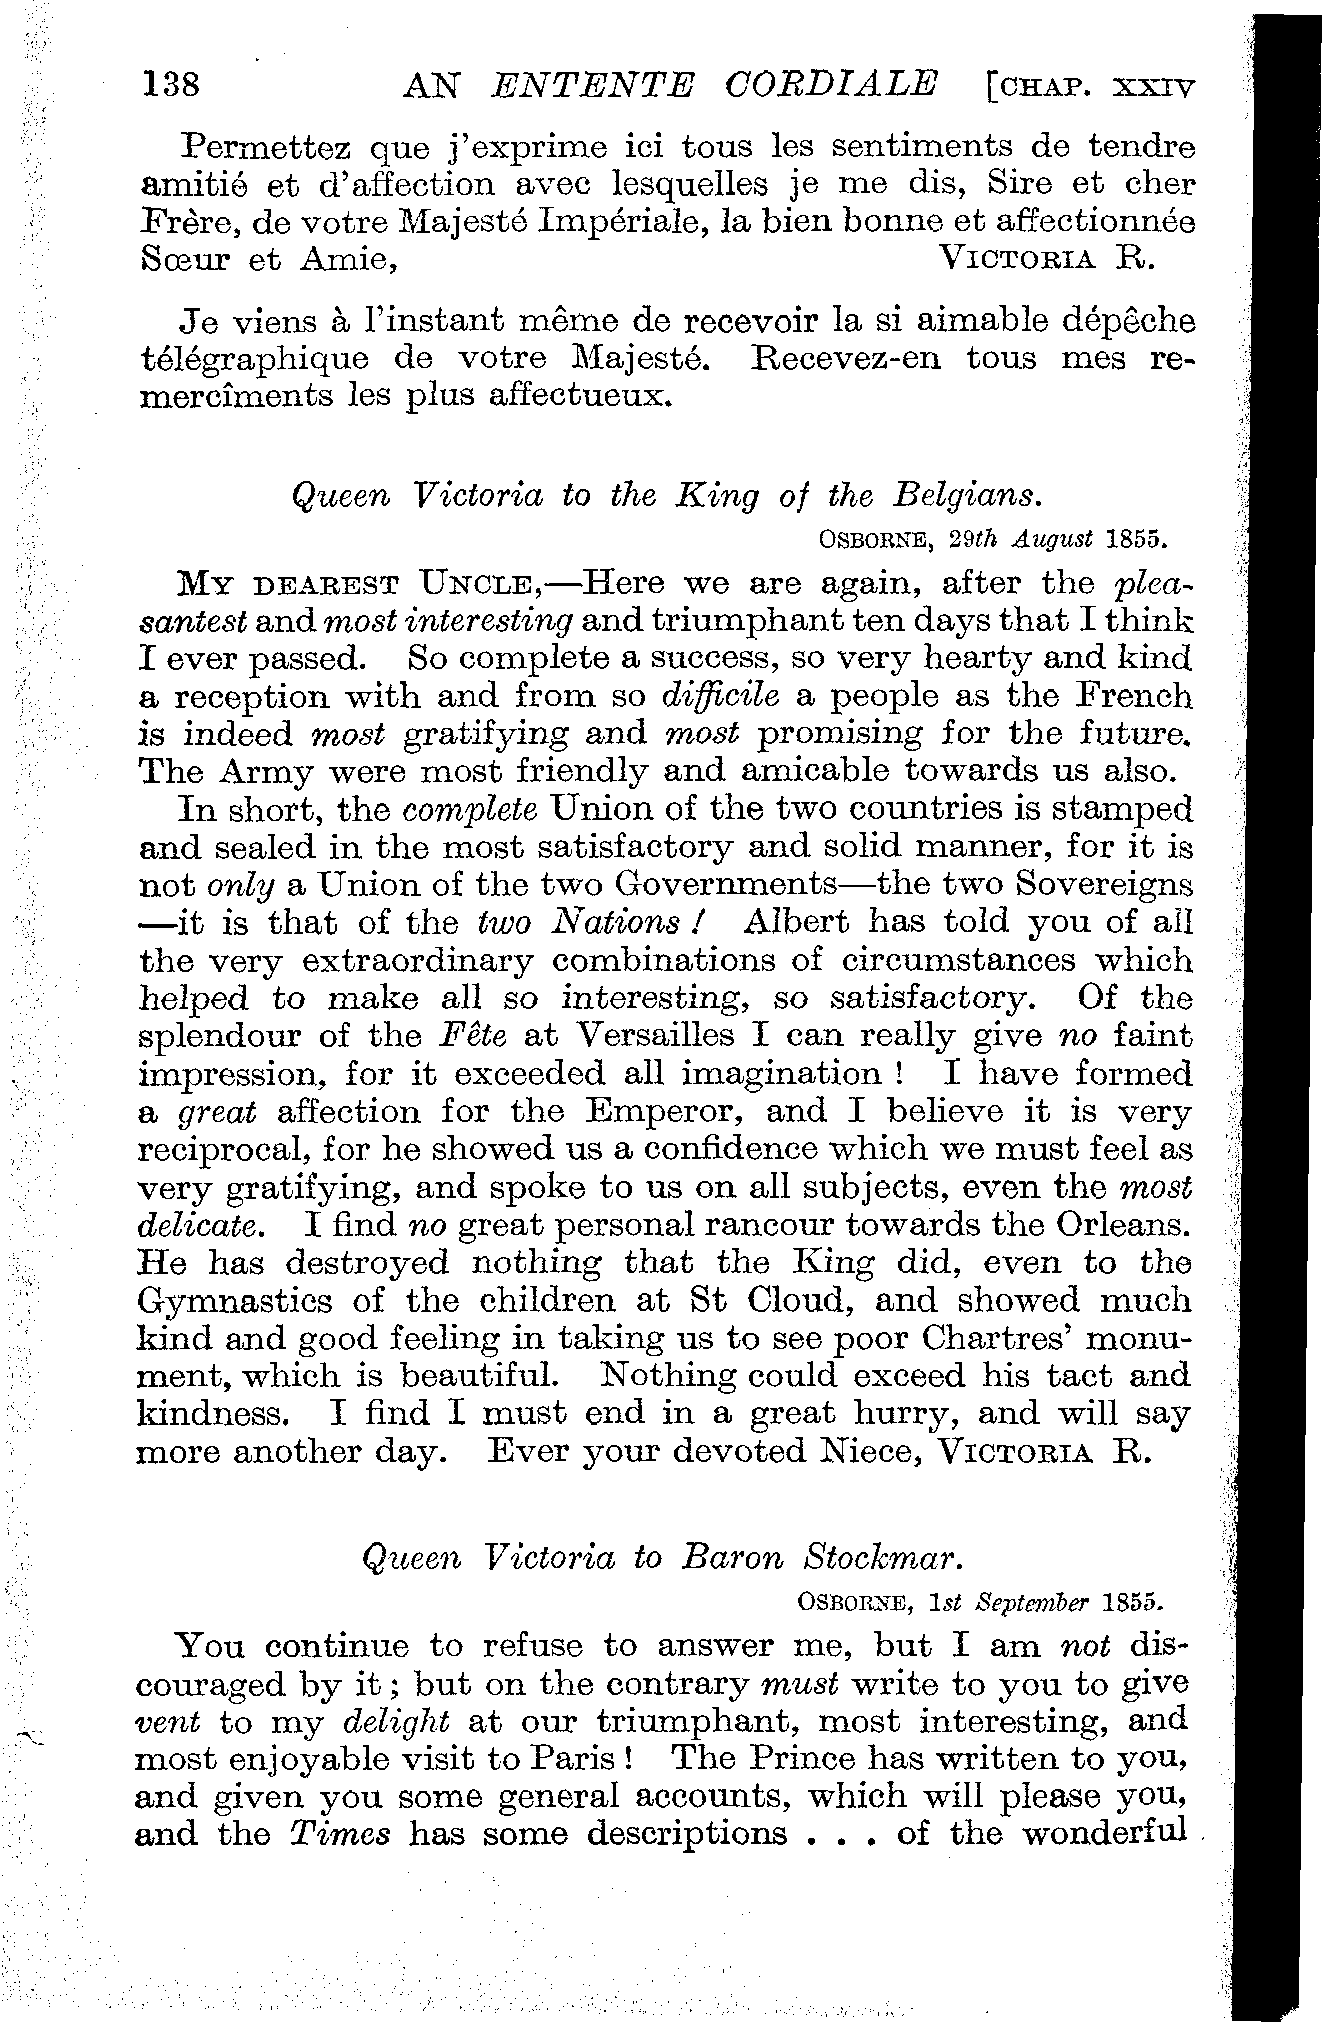 138 AN ENTENTE CORDIALE [CHAP. XXIV
Permettez que j'exprime ici tous les sentiments de tendre
amitié et d'affection avec lesquelles je me dis, Sire et cher
Frère, de votre Majesté Impériale, la bien bonne et affectionnée
Sœur et Amie, VICTORIA R.
Je viens à l'instant même de recevoir la si aimable dépêche
télégraphique de votre Majesté. Recevez-en tous mes re-
mercîments les plus affectueux.
Queen Victoria to the King of the Belgians.
OSBORNE, 29th August 1855.
MY DEAREST UNCLE,—Here we are again, after the plea-
santest and most interesting and triumphant ten days that I think
I ever passed. So complete a success, so very hearty and kind
a reception with and from so difficile a people as the French
is indeed most gratifying and most promising for the future.
The Army were most friendly and amicable towards us also.
In short, the complete Union of the two countries is stamped
and sealed in the most satisfactory and solid manner, for it is
not only a Union of the two Governments—the two Sovereigns
—it is that of the two Nations ! Albert has told you of all
the very extraordinary combinations of circumstances which
helped to make all so interesting, so satisfactory. Of the
splendour of the Fête at Versailles I can really give no faint
impression, for it exceeded all imagination ! I have formed
a great affection for the Emperor, and I believe it is very
reciprocal, for he showed us a confidence which we must feel as
very gratifying, and spoke to us on all subjects, even the most
delicate. I find no great personal rancour towards the Orleans.
He has destroyed nothing that the King did, even to the
Gymnastics of the children at St Cloud, and showed much
kind and good feeling in taking us to see poor Chartres' monu-
ment, which is beautiful. Nothing could exceed his tact and
kindness. I find I must end in a great hurry, and will say
more another day. Ever your devoted Niece, VICTORIA R.
Queen Victoria to Baron Stockmar.
OSBORNE, 1st September 1855.
You continue to refuse to answer me, but I am not dis-
couraged by it ; but on the contrary must write to you to give
vent to my delight at our triumphant, most interesting, and
most enjoyable visit to Paris ! The Prince has written to you,
and given you some general accounts, which will please you,
and the Times has some descriptions . . . of the wonderful